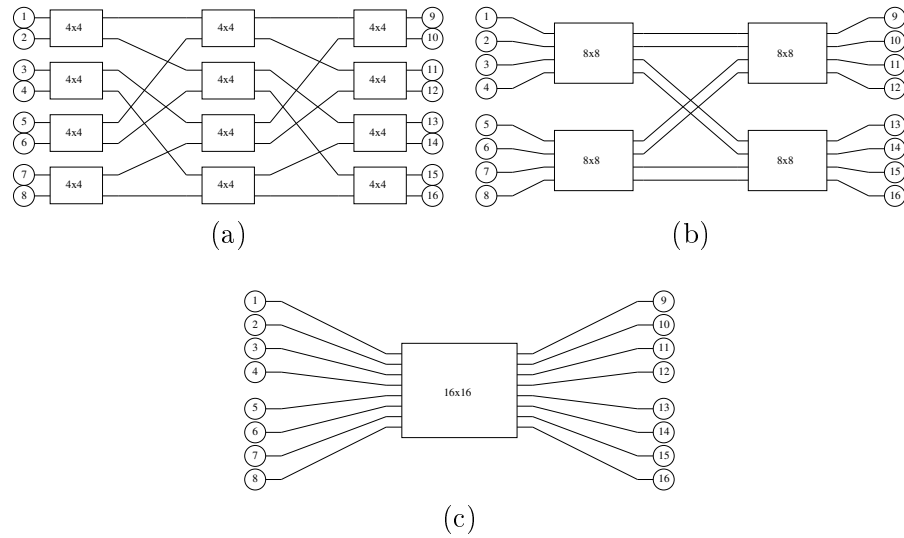 1 4x4 4x4 4x4 9
2 10
3 4x4 4x4 4x4 11
4 12
5 4x4 4x4 4x4 13
6 14
7 4x4 4x4 4x4 15
8 16
(a)
1 8x8 8x8 9
2 10
3 11
4 12
5 8x8 8x8 13
6 14
7 15
8 16
(b)
1 9
2 10
3 11
4 12
16x16
5 13
6 14
7 15
8 16
(c)